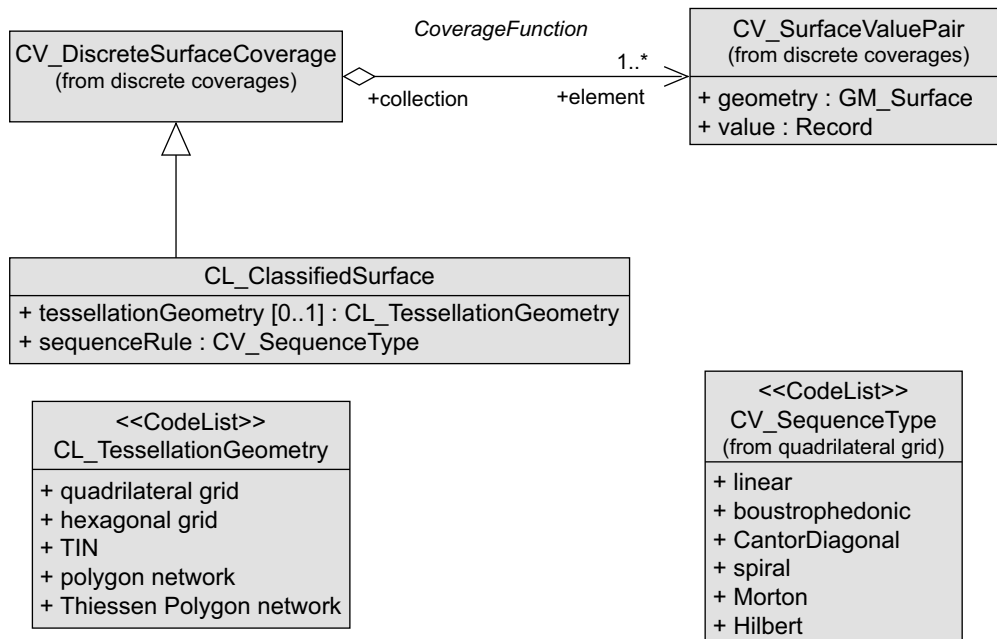 CV_DiscreteSurfaceCoverage
(from discrete coverages)
CoverageFunction
1..*
+collection
+element
CV_SurfaceValuePair
(from discrete coverages)
+ geometry : GM_Surface
+ value : Record
CL_ClassifiedSurface
+ tessellationGeometry [0..1] : CL_TessellationGeometry
+ sequenceRule : CV_SequenceType
<<CodeList>>
CL_TessellationGeometry
+ quadrilateral grid
+ hexagonal grid
+ TIN
+ polygon network
+ Thiessen Polygon network
<<CodeList>>
CV_SequenceType
(from quadrilateral grid)
+ linear
+ boustrophedonic
+ CantorDiagonal
+ spiral
+ Morton
+ Hilbert